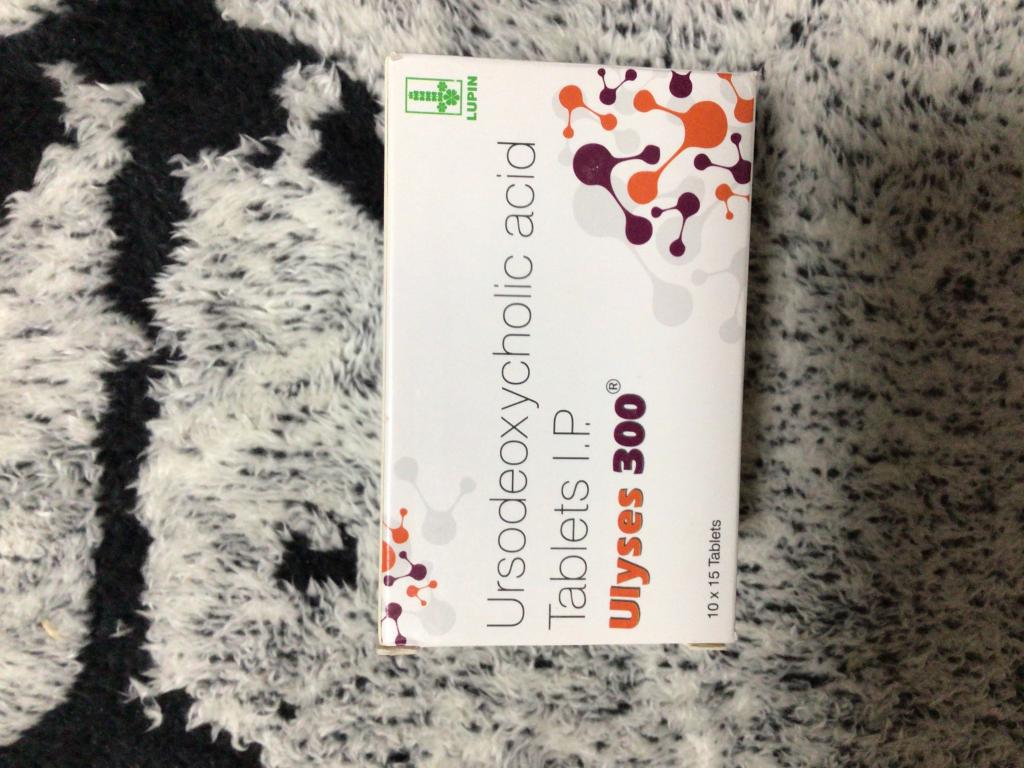 LUPIN
Ursodeoxycholic acid
Tablets I.P.
Ulyses 300®
10 x 15 Tablets